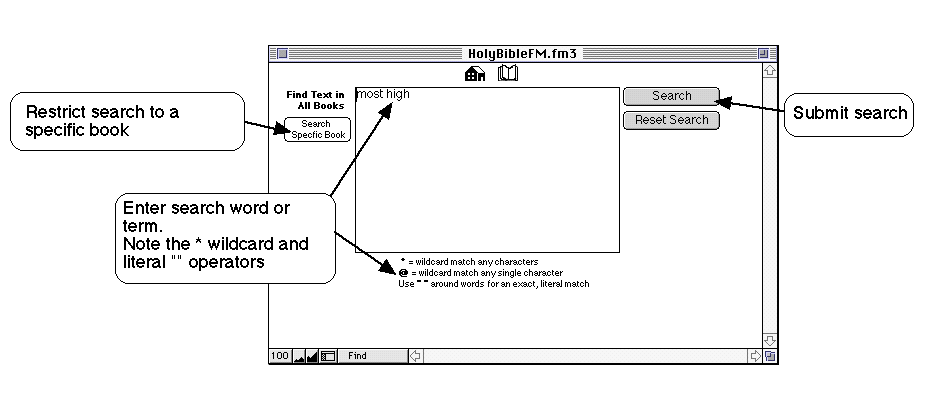 HolyBibleFM.fm3
Find Text in
All Books
most high
Search
Reset Search
Search
Specfic Book
Restrict search to a
specific book
Submit search
Enter search word or
term.
Note the * wildcard and
literal "" operators
* = wildcard match any characters
@ = wildcard match any single character
Use " " around words for an exact, literal match
100
Find